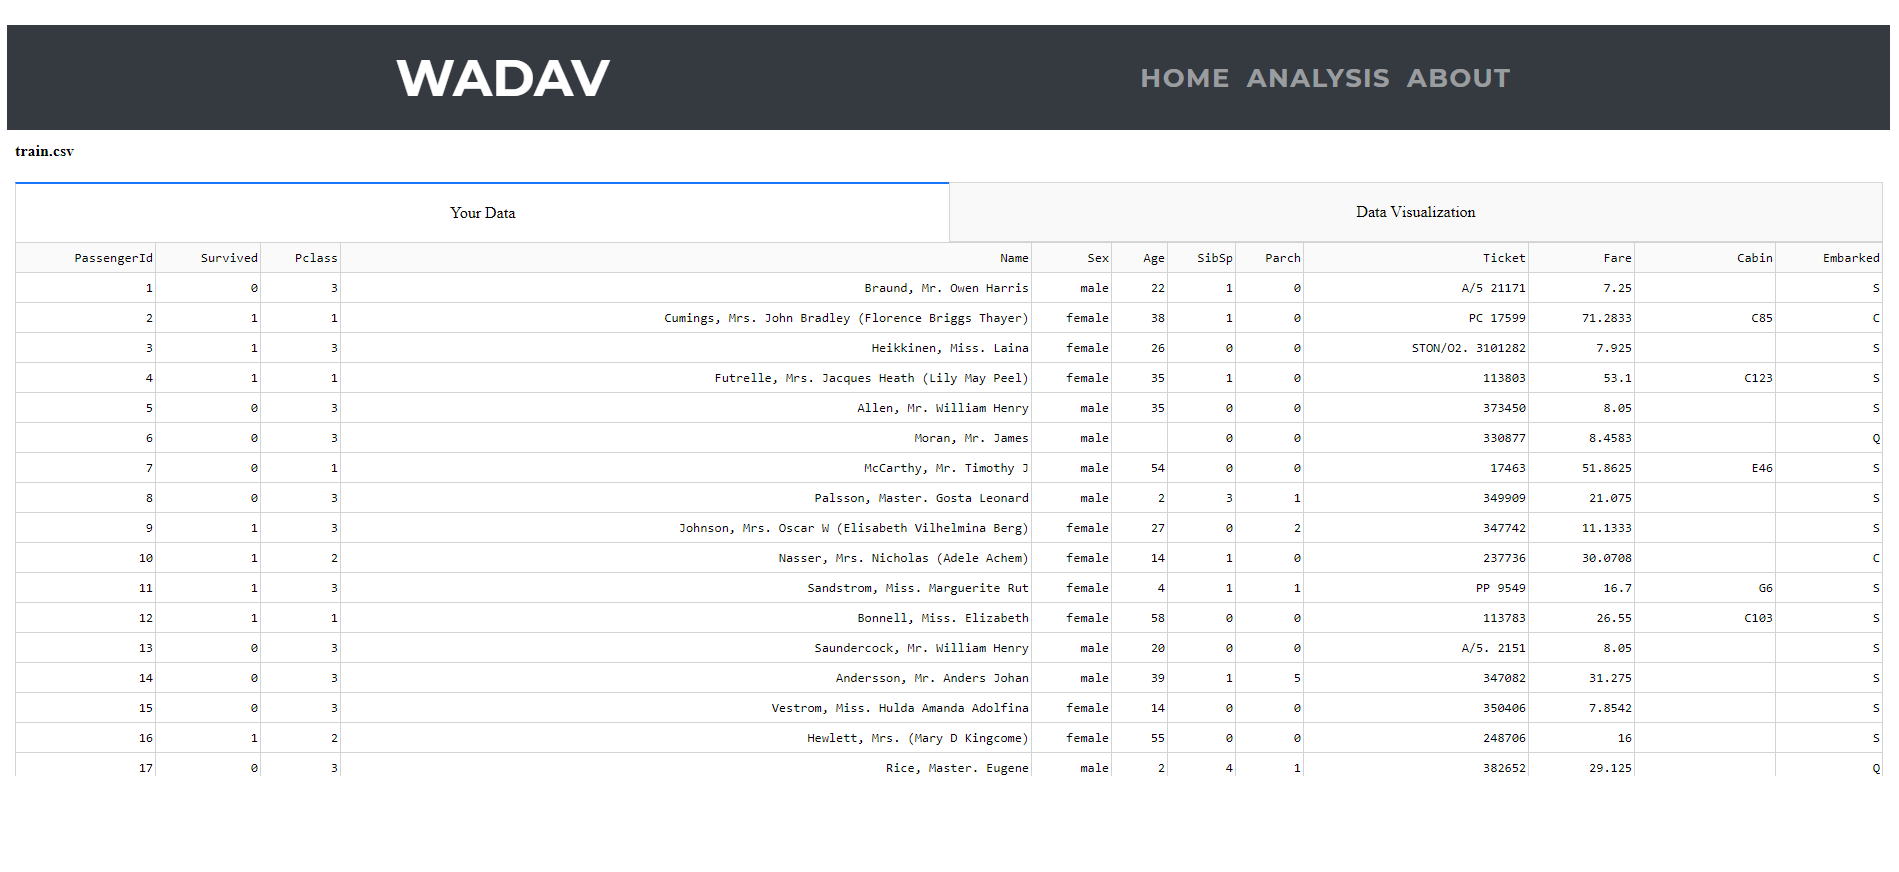 WADAV HOME ANALYSIS ABOUT
train.csv
Your Data Data Visualization
PassengerId Survived Pclass Name Sex Age SibSp Parch Ticket Fare Cabin Embarked
1 0 3 Braund, Mr. Owen Harris male 22 1 0 A/5 21171 7.25 S
2 1 1 Cumings, Mrs. John Bradley (Florence Briggs Thayer) female 38 1 0 PC 17599 71.2833 C85 C
3 1 3 Heikkinen, Miss. Laina female 26 0 0 STON/O2. 3101282 7.925 S
4 1 1 Futrelle, Mrs. Jacques Heath (Lily May Peel) female 35 1 0 113803 53.1 C123 S
5 0 3 Allen, Mr. William Henry male 35 0 0 373450 8.05 S
6 0 3 Moran, Mr. James male 0 0 330877 8.4583 Q
7 0 1 McCarthy, Mr. Timothy J male 54 0 0 17463 51.8625 E46 S
8 0 3 Palsson, Master. Gosta Leonard male 2 3 1 349909 21.075 S
9 1 3 Johnson, Mrs. Oscar W (Elisabeth Vilhelmina Berg) female 27 0 2 347742 11.1333 S
10 1 2 Nasser, Mrs. Nicholas (Adele Achem) female 14 1 0 237736 30.0708 C
11 1 3 Sandstrom, Miss. Marguerite Rut female 4 1 1 PP 9549 16.7 G6 S
12 1 1 Bonnell, Miss. Elizabeth female 58 0 0 113783 26.55 C103 S
13 0 3 Saundercock, Mr. William Henry male 20 0 0 A/5. 2151 8.05 S
14 0 3 Andersson, Mr. Anders Johan male 39 1 5 347082 31.275 S
15 0 3 Vestrom, Miss. Hulda Amanda Adolfina female 14 0 0 350406 7.8542 S
16 1 2 Hewlett, Mrs. (Mary D Kingcome) female 55 0 0 248706 16 S
17 0 3 Rice, Master. Eugene male 2 4 1 382652 29.125 Q